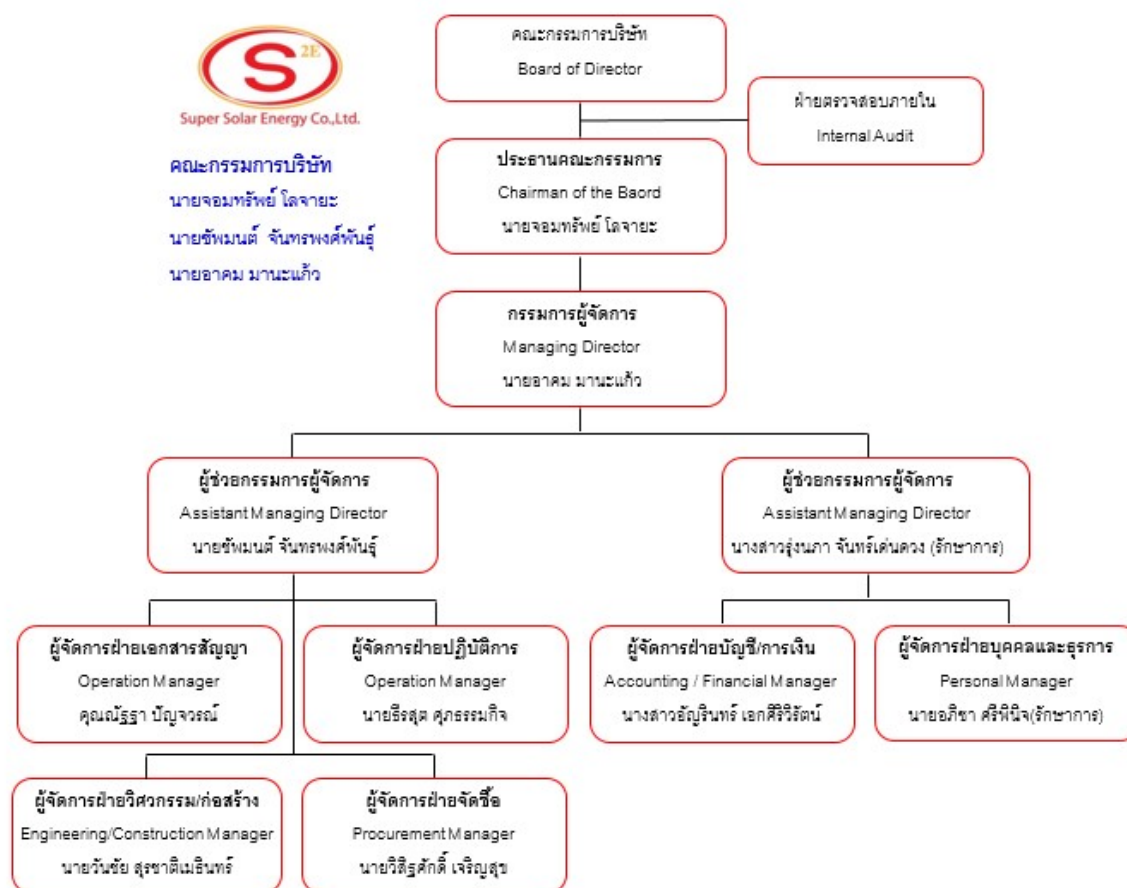 คณะกรรมการบริษัท
Board of Director
S 2E
Super Solar Energy Co.,Ltd.
ฝ่ายตรวจสอบภายใน
Internal Audit
คณะกรรมการบริษัท
นายจอมทรัพย์ โลจายะ
นายชัพมนต์ จันทรพงศ์พันธุ์
นายอาคม มานะแก้ว
ประธานคณะกรรมการ
Chairman of the Baord
นายจอมทรัพย์ โลจายะ
กรรมการผู้จัดการ
Managing Director
นายอาคม มานะแก้ว
ผู้ช่วยกรรมการผู้จัดการ
Assistant Managing Director
นายชัพมนต์ จันทรพงศ์พันธุ์
ผู้ช่วยกรรมการผู้จัดการ
Assistant Managing Director
นางสาวรุ่งนภา จันทร์เด่นดวง (รักษาการ)
ผู้จัดการฝ่ายเอกสารสัญญา
Operation Manager
คุณณัฐฐา ปัญจวรณ์
ผู้จัดการฝ่ายปฏิบัติการ
Operation Manager
นายธีรสุต ศุภธรรมกิจ
ผู้จัดการฝ่ายบัญชี/การเงิน
Accounting / Financial Manager
นางสาวอัญรินทร์ เอกศิริวิรัตน์
ผู้จัดการฝ่ายบุคคลและธุรการ
Personal Manager
นายอภิชา ศรีพินิจ(รักษาการ)
ผู้จัดการฝ่ายวิศวกรรม/ก่อสร้าง
Engineering/Construction Manager
นายวันชัย สุรชาติเมธินทร์
ผู้จัดการฝ่ายจัดซื้อ
Procurement Manager
นายวิสิฐศักดิ์ เจริญสุข